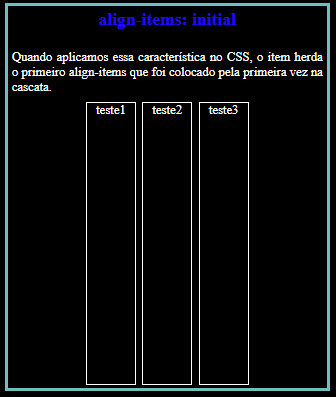 align-items: initial
Quando aplicamos essa característica no CSS, o item herda
o primeiro align-items que foi colocado pela primeira vez na
cascata.
teste1 teste2 teste3